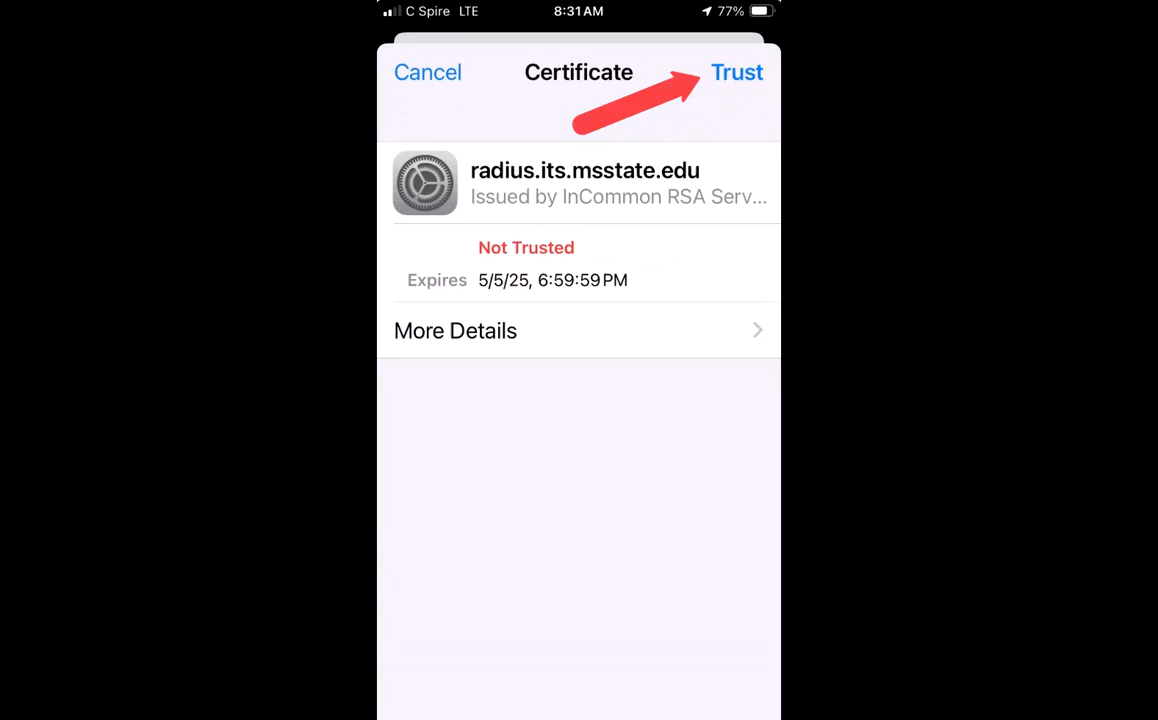 C Spire LTE 8:31 AM 77%
Cancel Certificate Trust
radius.its.msstate.edu
Issued by InCommon RSA Serv...
Not Trusted
Expires 5/5/25, 6:59:59 PM
More Details